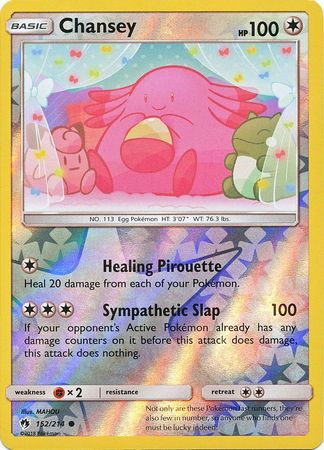 BASIC Chansey HP 100
NO. 113 Egg Pokémon HT: 3'07" WT: 76.3 lbs.
Healing Pirouette
Heal 20 damage from each of your Pokémon.
Sympathetic Slap 100
If your opponent's Active Pokémon already has any
damage counters on it before this attack does damage,
this attack does nothing.
weakness ×2 resistance retreat
Illus. MAHOU
Not only are these Pokémon fast runners, they're
also few in number, so anyone who finds one
must be lucky indeed!
152/214
©2019 Pokémon